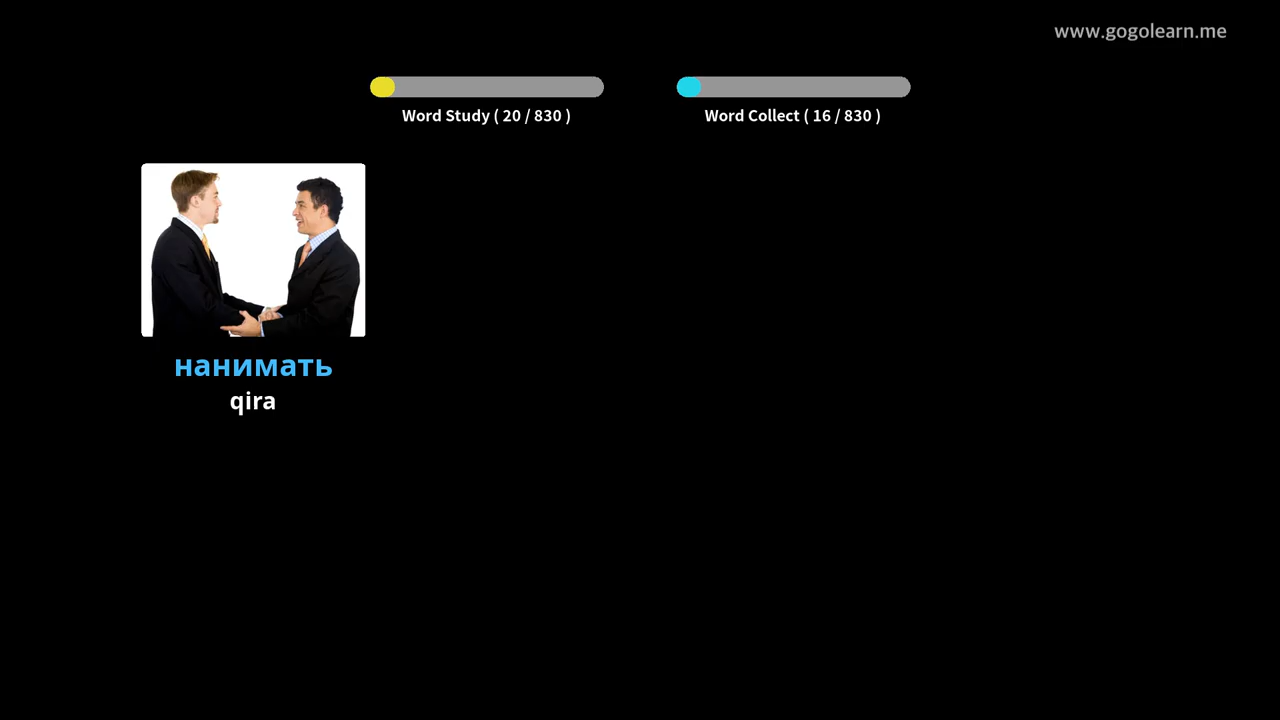 www.gogolearn.me
Word Study ( 20 / 830 )
Word Collect ( 16 / 830 )
нанимать
qira